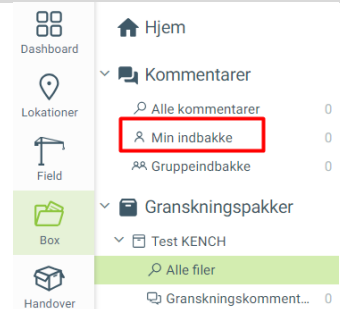 Dashboard
Lokationer
Field
Box
Handover
Hjem
Kommentarer
Alle kommentarer 0
Min indbakke 0
Gruppeindbakke 0
Granskningspakker
Test KENCH
Alle filer
Granskningskomment... 0